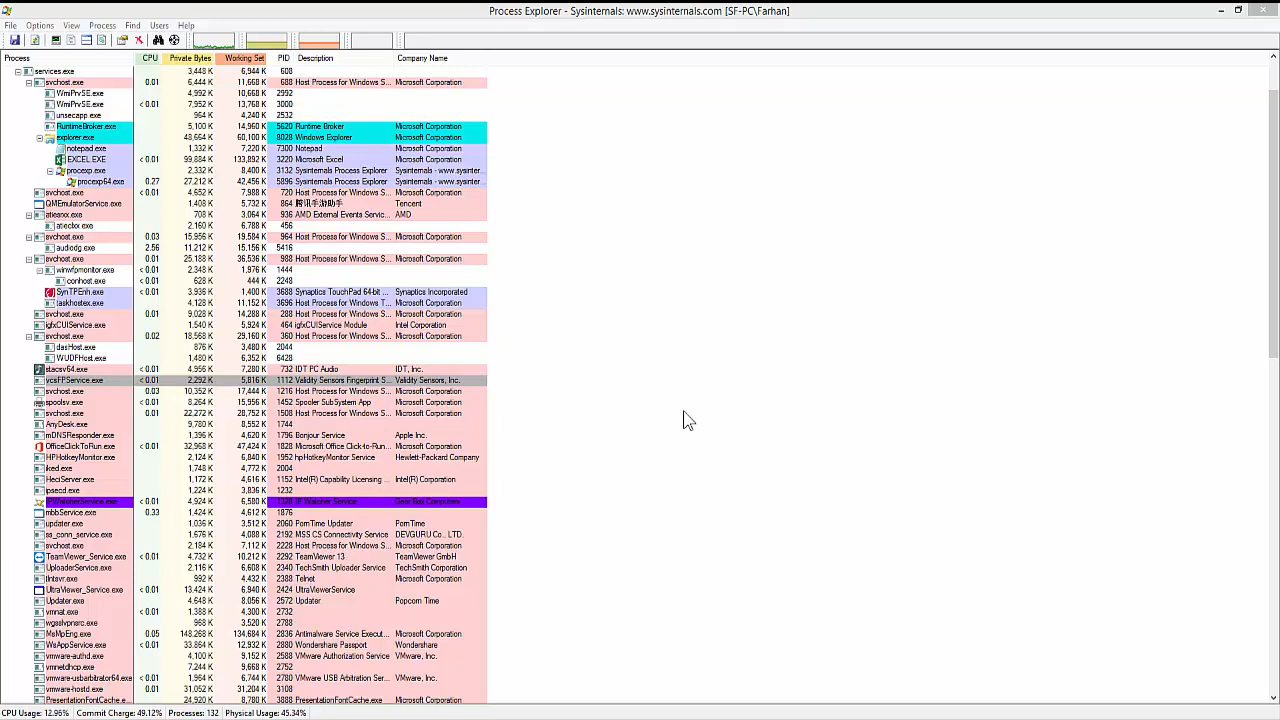 Process Explorer - Sysinternals: www.sysinternals.com [SF-PC\Farhan]
File Options View Process Find Users Help
Process CPU Private Bytes Working Set PID Description Company Name
services.exe 3,448 K 6,944 K 608
svchost.exe 0.01 6,444 K 11,668 K 688 Host Process for Windows S... Microsoft Corporation
WmiPrvSE.exe 4,992 K 10,668 K 2992
WmiPrvSE.exe < 0.01 7,952 K 13,768 K 3000
unsecapp.exe 964 K 4,240 K 2532
RuntimeBroker.exe 5,100 K 14,960 K 5620 Runtime Broker Microsoft Corporation
explorer.exe 48,664 K 60,100 K 8028 Windows Explorer Microsoft Corporation
notepad.exe 1,332 K 7,220 K 7300 Notepad Microsoft Corporation
EXCEL.EXE < 0.01 99,884 K 133,892 K 3220 Microsoft Excel Microsoft Corporation
procexp.exe 2,332 K 8,400 K 3132 Sysinternals Process Explorer Sysinternals - www.sysinter...
procexp64.exe 0.27 27,212 K 42,456 K 5896 Sysinternals Process Explorer Sysinternals - www.sysinter...
svchost.exe < 0.01 4,652 K 7,988 K 720 Host Process for Windows S... Microsoft Corporation
QMEmulatorService.exe 1,408 K 5,732 K 864 腾讯手游助手 Tencent
atiesrxx.exe 708 K 3,064 K 936 AMD External Events Servic... AMD
atieclxx.exe 2,160 K 6,788 K 456
svchost.exe 0.03 15,956 K 19,584 K 964 Host Process for Windows S... Microsoft Corporation
audiodg.exe 2.56 11,212 K 15,156 K 5416
svchost.exe < 0.01 25,188 K 36,536 K 988 Host Process for Windows S... Microsoft Corporation
winwfpmonitor.exe < 0.01 2,348 K 1,976 K 1444
conhost.exe < 0.01 628 K 444 K 2248
SynTPEnh.exe < 0.01 3,936 K 1,400 K 3688 Synaptics TouchPad 64-bit ... Synaptics Incorporated
taskhostex.exe 4,128 K 11,152 K 3696 Host Process for Windows T... Microsoft Corporation
svchost.exe 0.01 9,028 K 14,288 K 288 Host Process for Windows S... Microsoft Corporation
igfxCUIService.exe 1,540 K 5,924 K 464 igfxCUIService Module Intel Corporation
svchost.exe 0.02 18,568 K 29,160 K 360 Host Process for Windows S... Microsoft Corporation
dasHost.exe 876 K 3,480 K 2044
WUDFHost.exe 1,480 K 6,352 K 6428
stacsv64.exe < 0.01 4,956 K 7,280 K 732 IDT PC Audio IDT, Inc.
vcsFPService.exe < 0.01 2,292 K 5,816 K 1112 Validity Sensors Fingerprint S... Validity Sensors, Inc.
svchost.exe 0.03 10,352 K 17,444 K 1216 Host Process for Windows S... Microsoft Corporation
spoolsv.exe < 0.01 8,264 K 15,956 K 1452 Spooler SubSystem App Microsoft Corporation
svchost.exe 0.01 22,272 K 28,752 K 1508 Host Process for Windows S... Microsoft Corporation
AnyDesk.exe 9,780 K 8,552 K 1744
mDNSResponder.exe 1,396 K 4,620 K 1796 Bonjour Service Apple Inc.
OfficeClickToRun.exe < 0.01 32,968 K 47,424 K 1828 Microsoft Office Click-to-Run... Microsoft Corporation
HPHotkeyMonitor.exe 2,124 K 6,840 K 1952 hpHotkeyMonitor Service Hewlett-Packard Company
iked.exe 1,748 K 4,772 K 2004
HeciServer.exe 1,272 K 4,616 K 1152 Intel(R) Capability Licensing ... Intel(R) Corporation
ipsecd.exe 1,224 K 3,836 K 1232
IPWatcherService.exe < 0.01 4,924 K 6,580 K IP Watcher Service Gear Box Computers
mbbService.exe 0.33 1,424 K 4,612 K 1876
updater.exe 1,036 K 3,512 K 2060 PornTime Updater PornTime
ss_conn_service.exe 1,676 K 4,088 K 2192 MSS CS Connectivity Service DEVGURU Co., LTD.
svchost.exe 2,184 K 7,112 K 2228 Host Process for Windows S... Microsoft Corporation
TeamViewer_Service.exe < 0.01 4,732 K 10,212 K 2292 TeamViewer 13 TeamViewer GmbH
UploaderService.exe 2,116 K 6,608 K 2340 TechSmith Uploader Service TechSmith Corporation
tlntsvr.exe 992 K 4,432 K 2388 Telnet Microsoft Corporation
UltraViewer_Service.exe < 0.01 13,424 K 6,940 K 2424 UltraViewerService
Updater.exe 4,648 K 8,056 K 2572 Updater Popcorn Time
vmnat.exe < 0.01 1,388 K 4,300 K 2732
wgsslvpnsrc.exe 968 K 3,520 K 2788
MsMpEng.exe 0.05 148,268 K 134,684 K 2836 Antimalware Service Execut... Microsoft Corporation
WsAppService.exe < 0.01 33,864 K 12,932 K 2880 Wondershare Passport Wondershare
vmware-authd.exe 4,100 K 9,152 K 2588 VMware Authorization Service VMware, Inc.
vmnetdhcp.exe 7,244 K 9,668 K 2752
vmware-usbarbitrator64.exe < 0.01 1,964 K 6,744 K 2780 VMware USB Arbitration Ser... VMware, Inc.
vmware-hostd.exe 0.01 31,052 K 31,204 K 3108
PresentationFontCache.e... 24,920 K 8,780 K 3888 PresentationFontCache.exe Microsoft Corporation
CPU Usage: 12.96% Commit Charge: 49.12% Processes: 132 Physical Usage: 45.34%